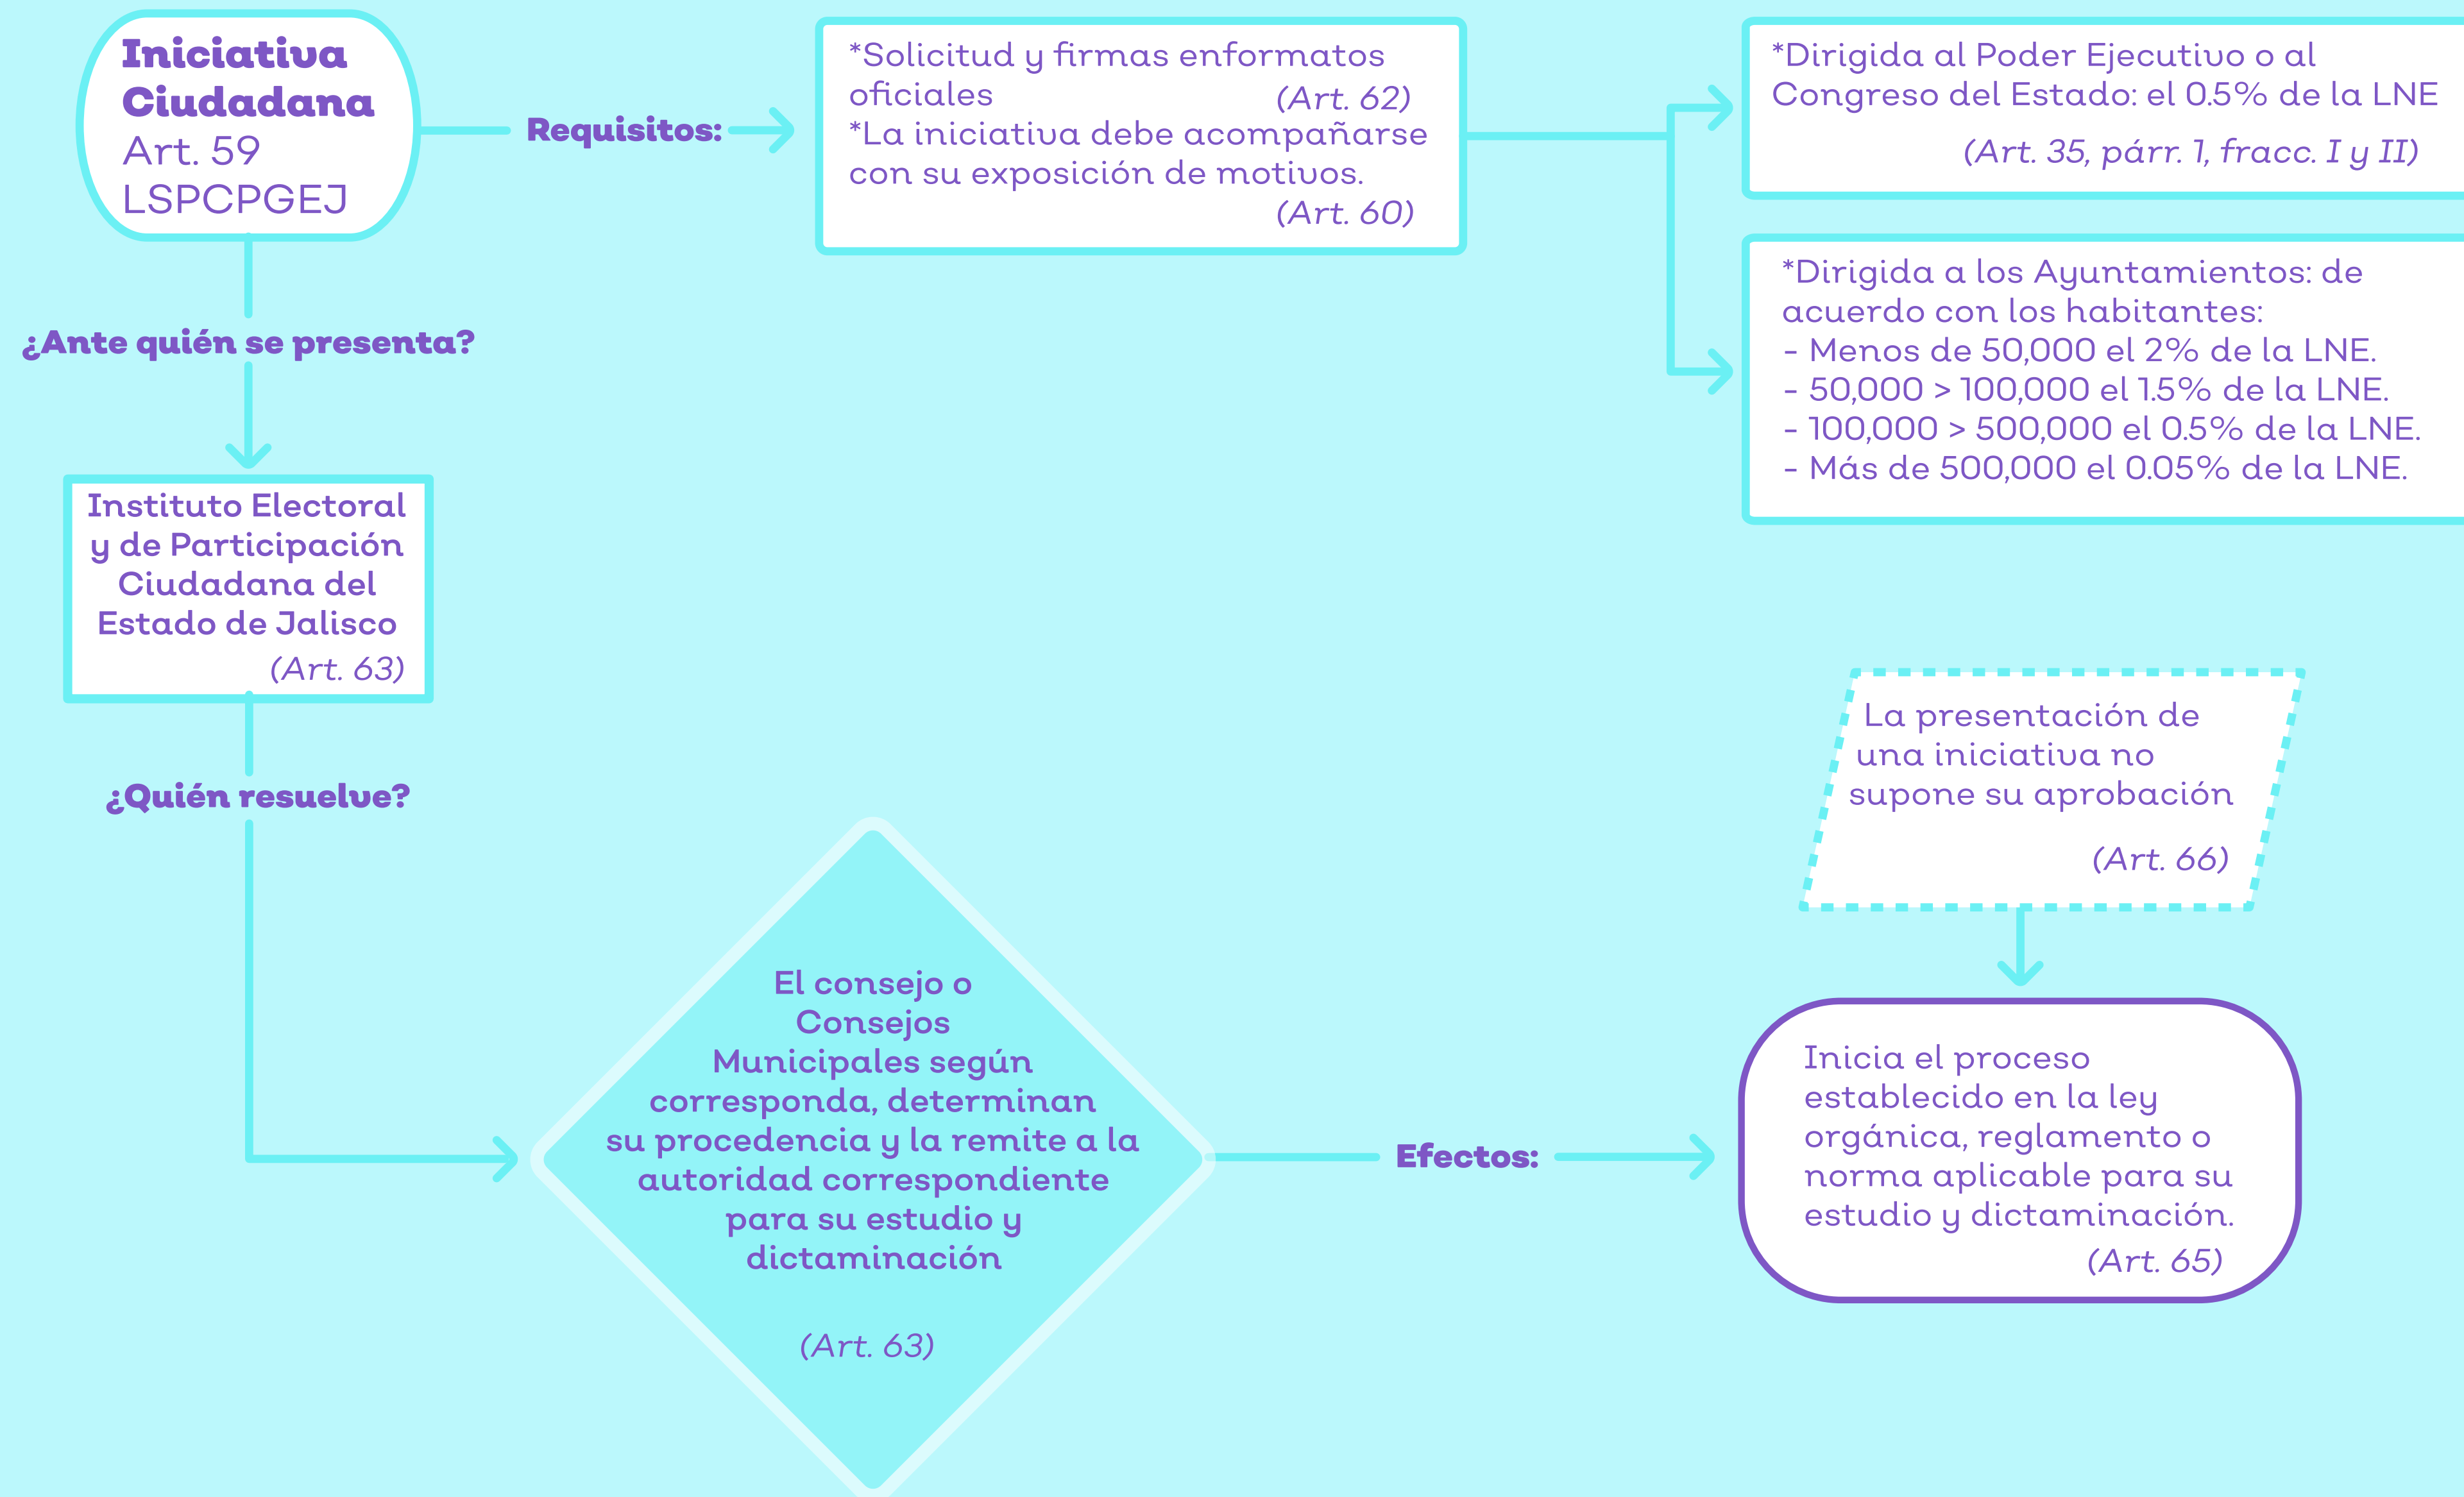 Iniciativa
Ciudadana
Art. 59
LSPCPGEJ
Requisitos:
*Solicitud y firmas enformatos
oficiales (Art. 62)
*La iniciativa debe acompañarse
con su exposición de motivos.
(Art. 60)
*Dirigida al Poder Ejecutivo o al
Congreso del Estado: el 0.5% de la LNE
(Art. 35, párr. 1, fracc. I y II)
*Dirigida a los Ayuntamientos: de
acuerdo con los habitantes:
- Menos de 50,000 el 2% de la LNE.
- 50,000 > 100,000 el 1.5% de la LNE.
- 100,000 > 500,000 el 0.5% de la LNE.
- Más de 500,000 el 0.05% de la LNE.
¿Ante quién se presenta?
Instituto Electoral
y de Participación
Ciudadana del
Estado de Jalisco
(Art. 63)
¿Quién resuelve?
El consejo o
Consejos
Municipales según
corresponda, determinan
su procedencia y la remite a la
autoridad correspondiente
para su estudio y
dictaminación
(Art. 63)
Efectos:
La presentación de
una iniciativa no
supone su aprobación
(Art. 66)
Inicia el proceso
establecido en la ley
orgánica, reglamento o
norma aplicable para su
estudio y dictaminación.
(Art. 65)